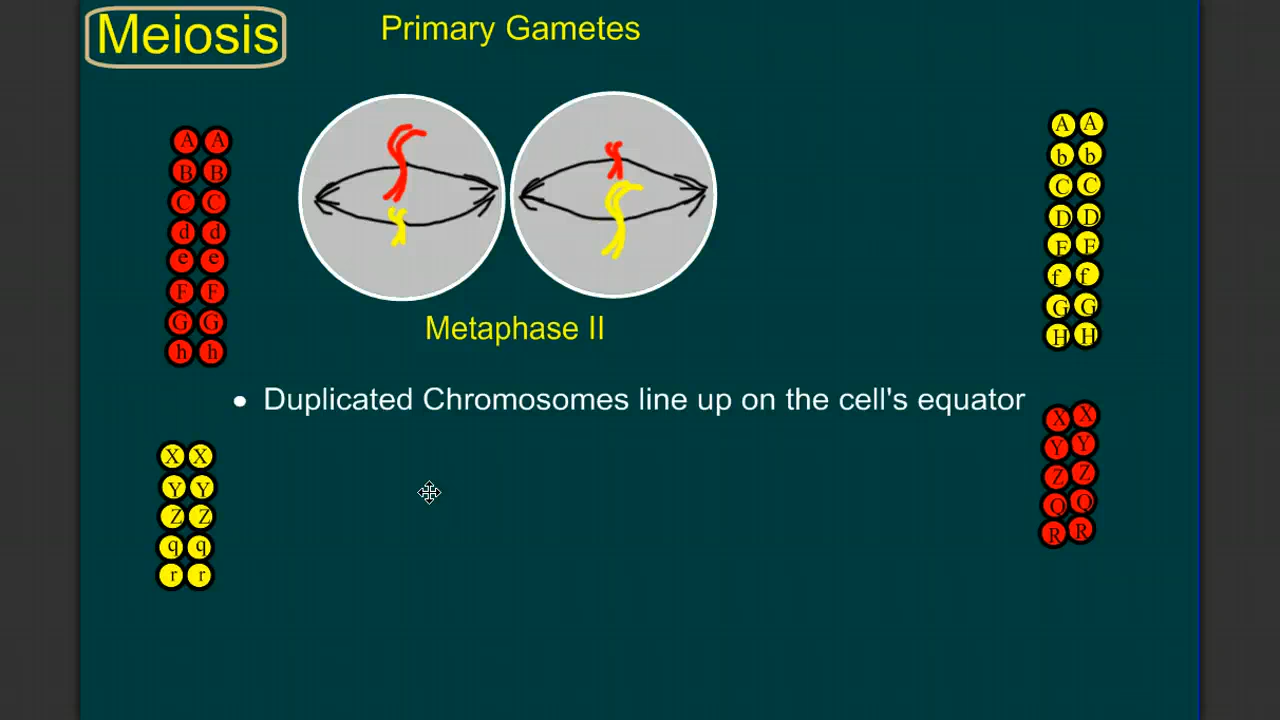 Meiosis
Primary Gametes
A A
B B
C C
d d
e e
F F
G G
h h
A A
b b
C C
D D
F F
f f
G G
H H
Metaphase II
• Duplicated Chromosomes line up on the cell's equator
X X
Y Y
Z Z
q q
r r
X X
Y Y
Z Z
Q Q
R R